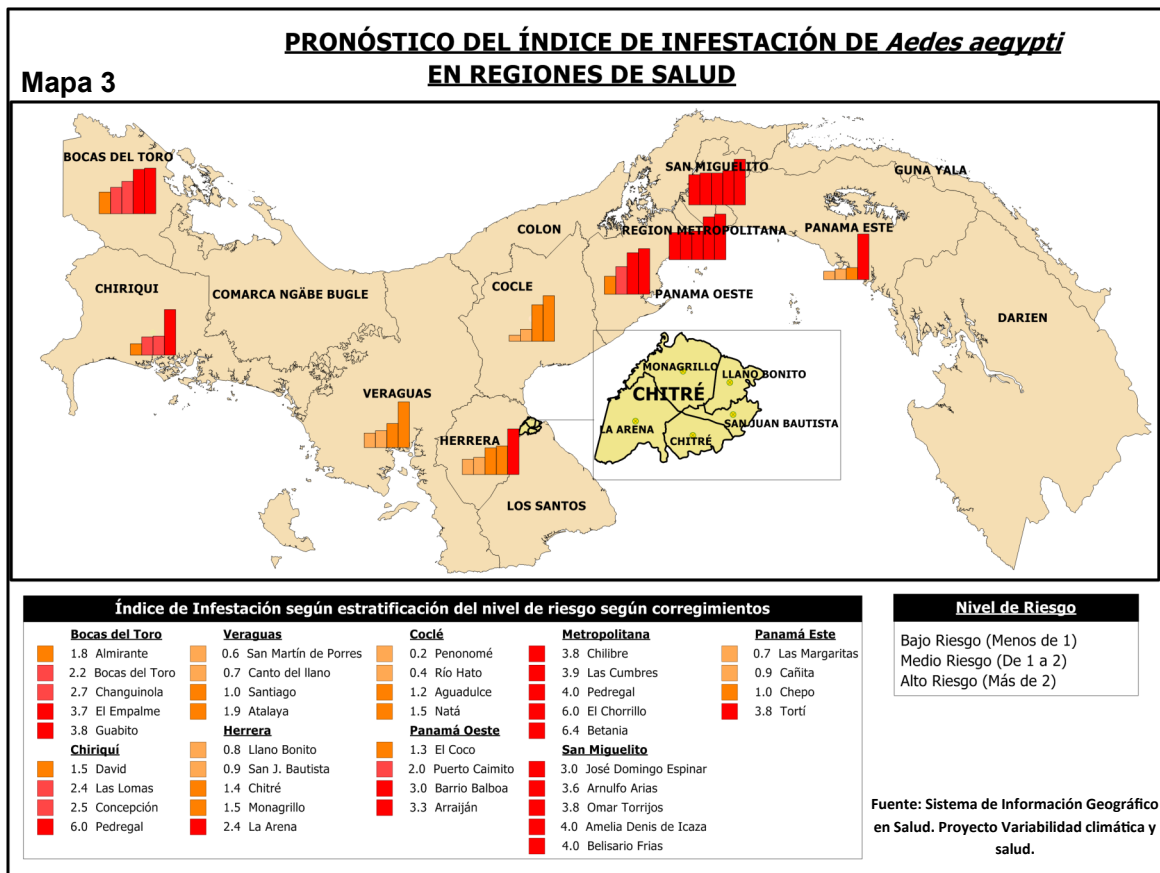 PRONÓSTICO DEL ÍNDICE DE INFESTACIÓN DE Aedes aegypti
EN REGIONES DE SALUD
Mapa 3
BOCAS DEL TORO
SAN MIGUELITO
GUNA YALA
COLON
REGION METROPOLITANA
PANAMA ESTE
CHIRIQUI
COMARCA NGÄBE BUGLE
COCLE
PANAMA OESTE
DARIEN
VERAGUAS
HERRERA
LOS SANTOS
MONAGRILLO
LLANO BONITO
CHITRÉ
LA ARENA
SAN JUAN BAUTISTA
CHITRÉ
Índice de Infestación según estratificación del nivel de riesgo según corregimientos
Bocas del Toro
1.8 Almirante
2.2 Bocas del Toro
2.7 Changuinola
3.7 El Empalme
3.8 Guabito
Chiriquí
1.5 David
2.4 Las Lomas
2.5 Concepción
6.0 Pedregal
Veraguas
0.6 San Martín de Porres
0.7 Canto del llano
1.0 Santiago
1.9 Atalaya
Herrera
0.8 Llano Bonito
0.9 San J. Bautista
1.4 Chitré
1.5 Monagrillo
2.4 La Arena
Coclé
0.2 Penonomé
0.4 Río Hato
1.2 Aguadulce
1.5 Natá
Panamá Oeste
1.3 El Coco
2.0 Puerto Caimito
3.0 Barrio Balboa
3.3 Arraiján
Metropolitana
3.8 Chilibre
3.9 Las Cumbres
4.0 Pedregal
6.0 El Chorrillo
6.4 Betania
San Miguelito
3.0 José Domingo Espinar
3.6 Arnulfo Arias
3.8 Omar Torrijos
4.0 Amelia Denis de Icaza
4.0 Belisario Frias
Panamá Este
0.7 Las Margaritas
0.9 Cañita
1.0 Chepo
3.8 Tortí
Nivel de Riesgo
Bajo Riesgo (Menos de 1)
Medio Riesgo (De 1 a 2)
Alto Riesgo (Más de 2)
Fuente: Sistema de Información Geográfico
en Salud. Proyecto Variabilidad climática y
salud.